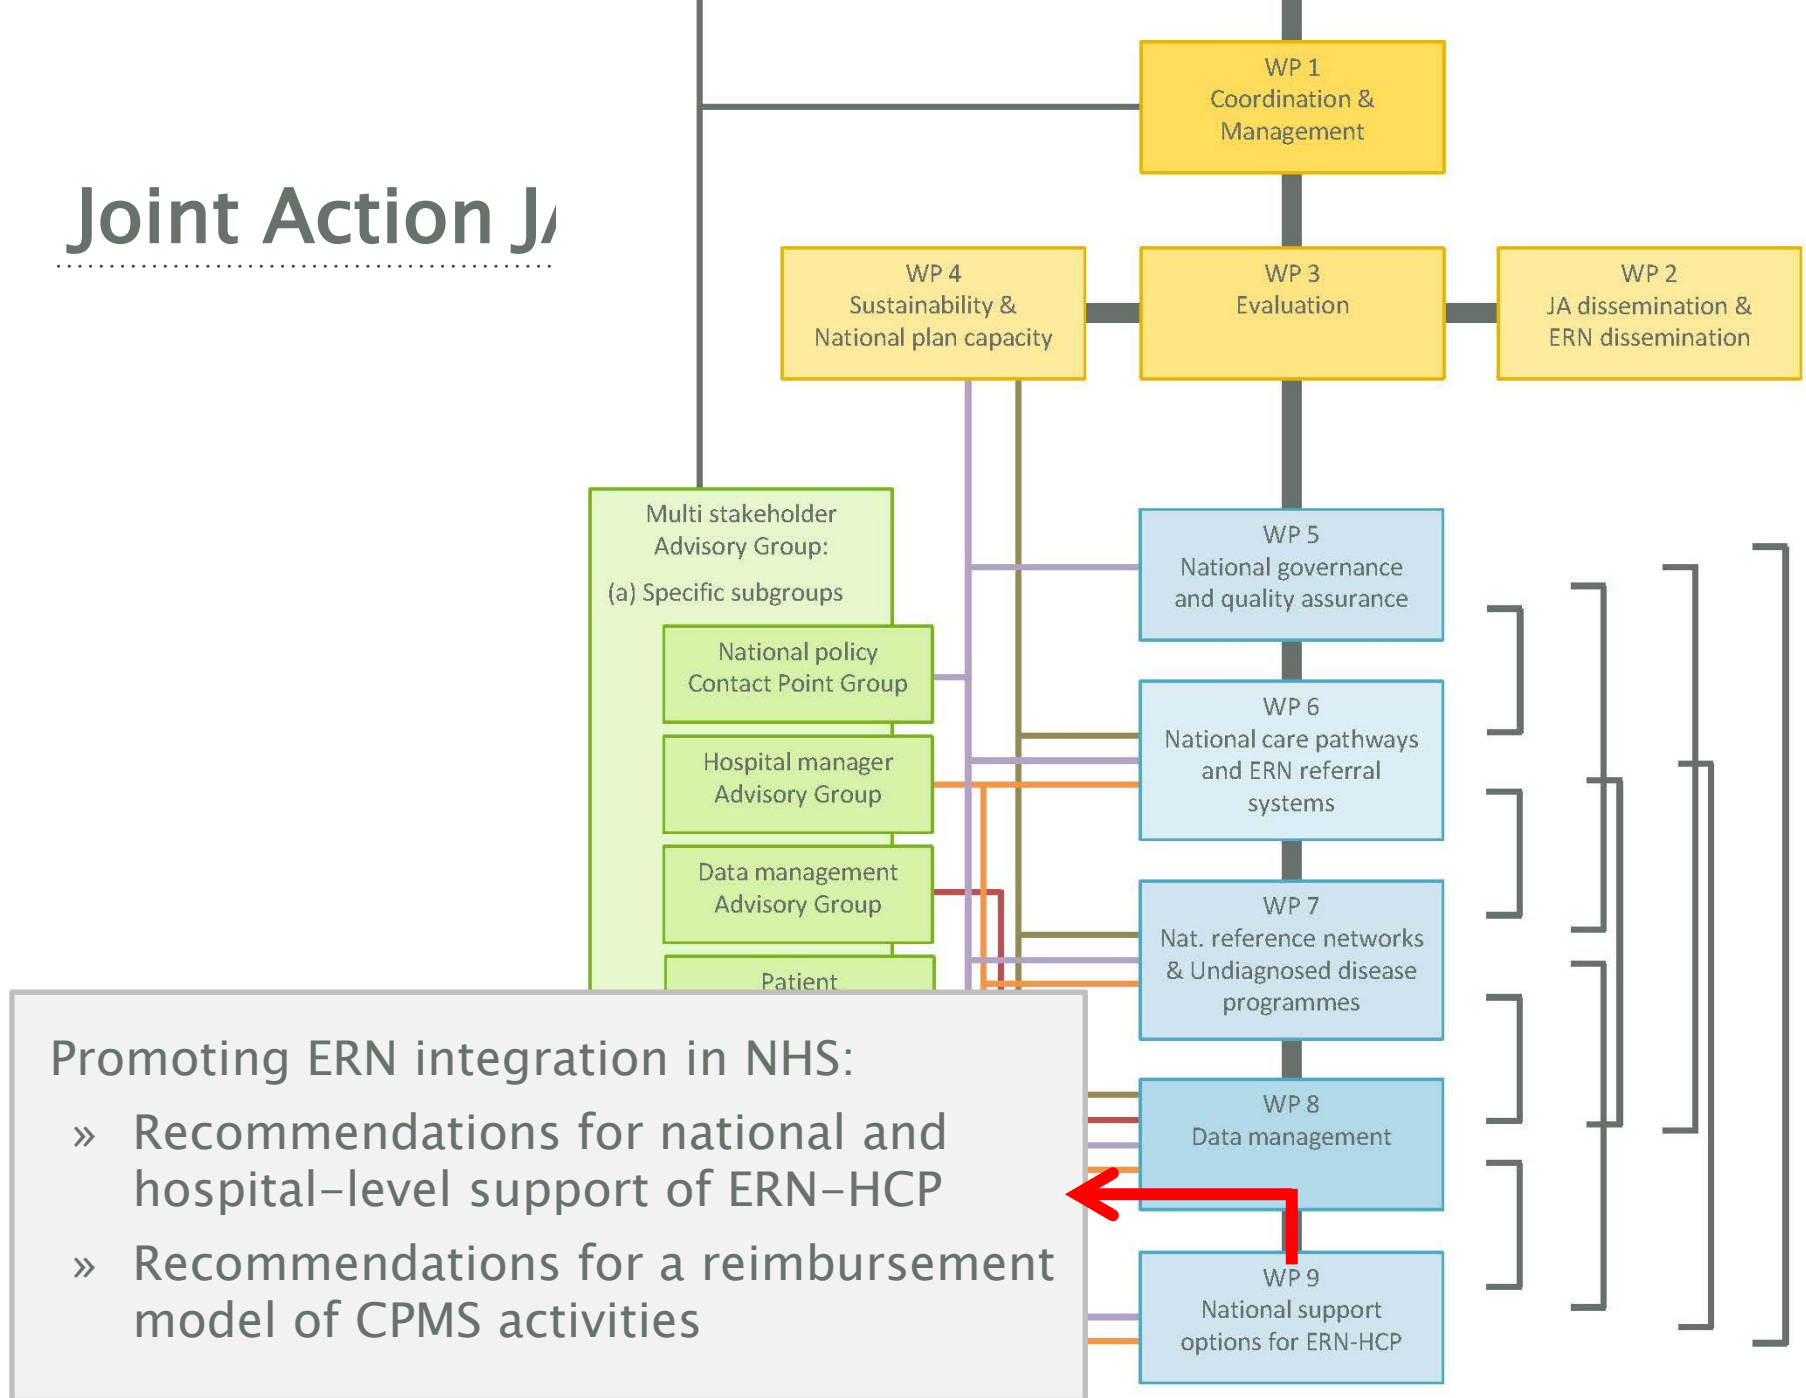 Joint Action JA
WP 1
Coordination &
Management
WP 4
Sustainability &
National plan capacity
WP 3
Evaluation
WP 2
JA dissemination &
ERN dissemination
Multi stakeholder
Advisory Group:
(a) Specific subgroups
National policy
Contact Point Group
Hospital manager
Advisory Group
Data management
Advisory Group
Patient
WP 5
National governance
and quality assurance
WP 6
National care pathways
and ERN referral
systems
WP 7
Nat. reference networks
& Undiagnosed disease
programmes
WP 8
Data management
WP 9
National support
options for ERN-HCP
Promoting ERN integration in NHS:
» Recommendations for national and
hospital-level support of ERN-HCP
» Recommendations for a reimbursement
model of CPMS activities